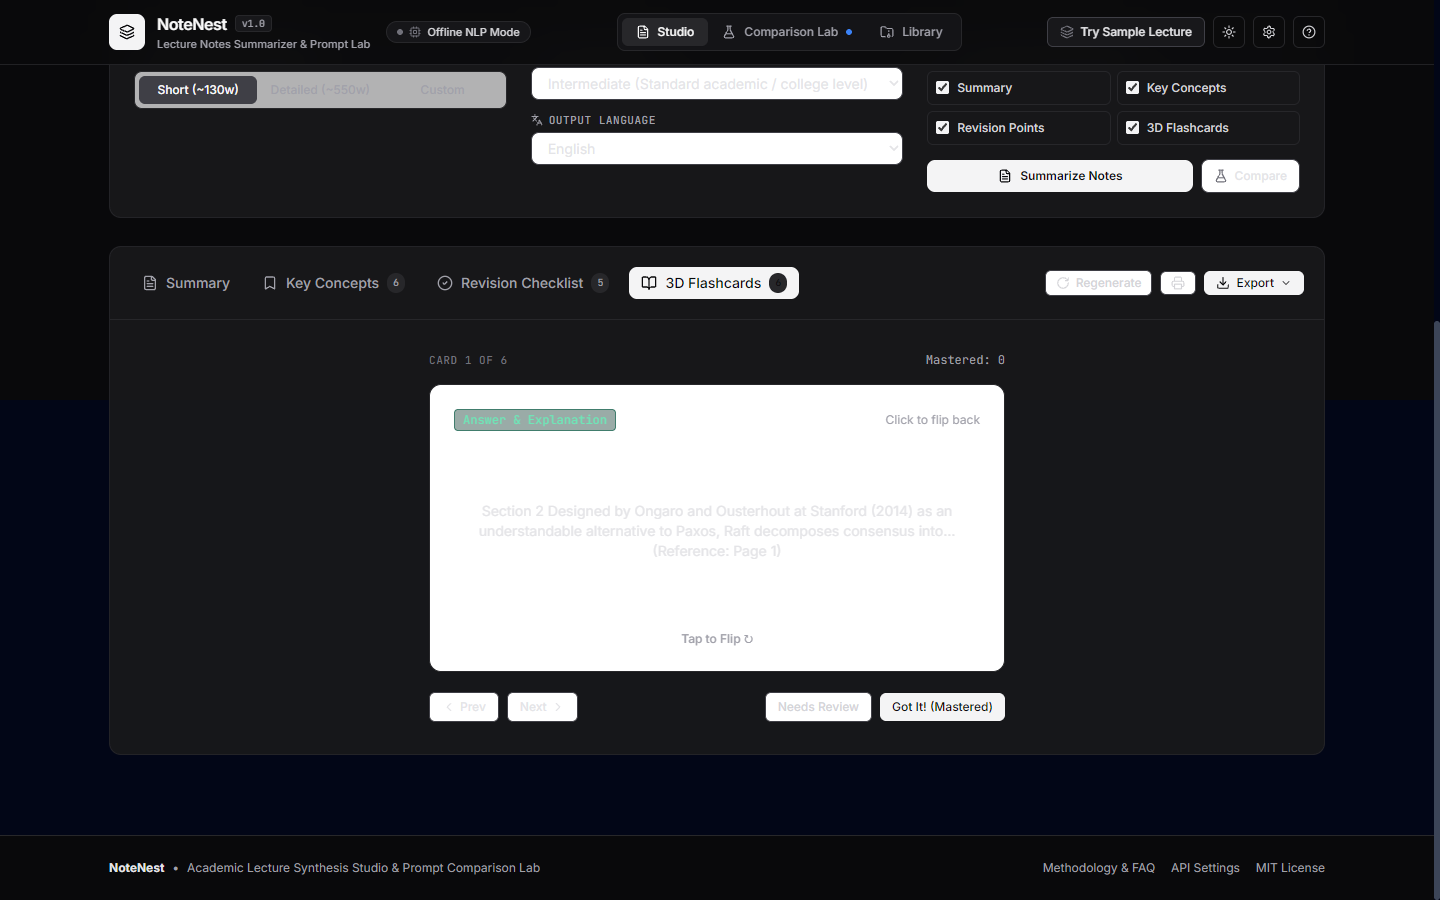 NoteNest v1.0
Lecture Notes Summarizer & Prompt Lab
Offline NLP Mode
Studio
Comparison Lab
Library
Try Sample Lecture
Short (~130w)
Detailed (~550w)
Custom
Intermediate (Standard academic / college level)
OUTPUT LANGUAGE
English
Summary
Key Concepts
Revision Points
3D Flashcards
Summarize Notes
Compare
Summary
Key Concepts 6
Revision Checklist 5
3D Flashcards 6
Regenerate
Export
CARD 1 OF 6
Mastered: 0
Answer & Explanation
Click to flip back
Section 2 Designed by Ongaro and Ousterhout at Stanford (2014) as an
understandable alternative to Paxos, Raft decomposes consensus into...
(Reference: Page 1)
Tap to Flip ↻
Prev
Next
Needs Review
Got It! (Mastered)
NoteNest • Academic Lecture Synthesis Studio & Prompt Comparison Lab
Methodology & FAQ
API Settings
MIT License